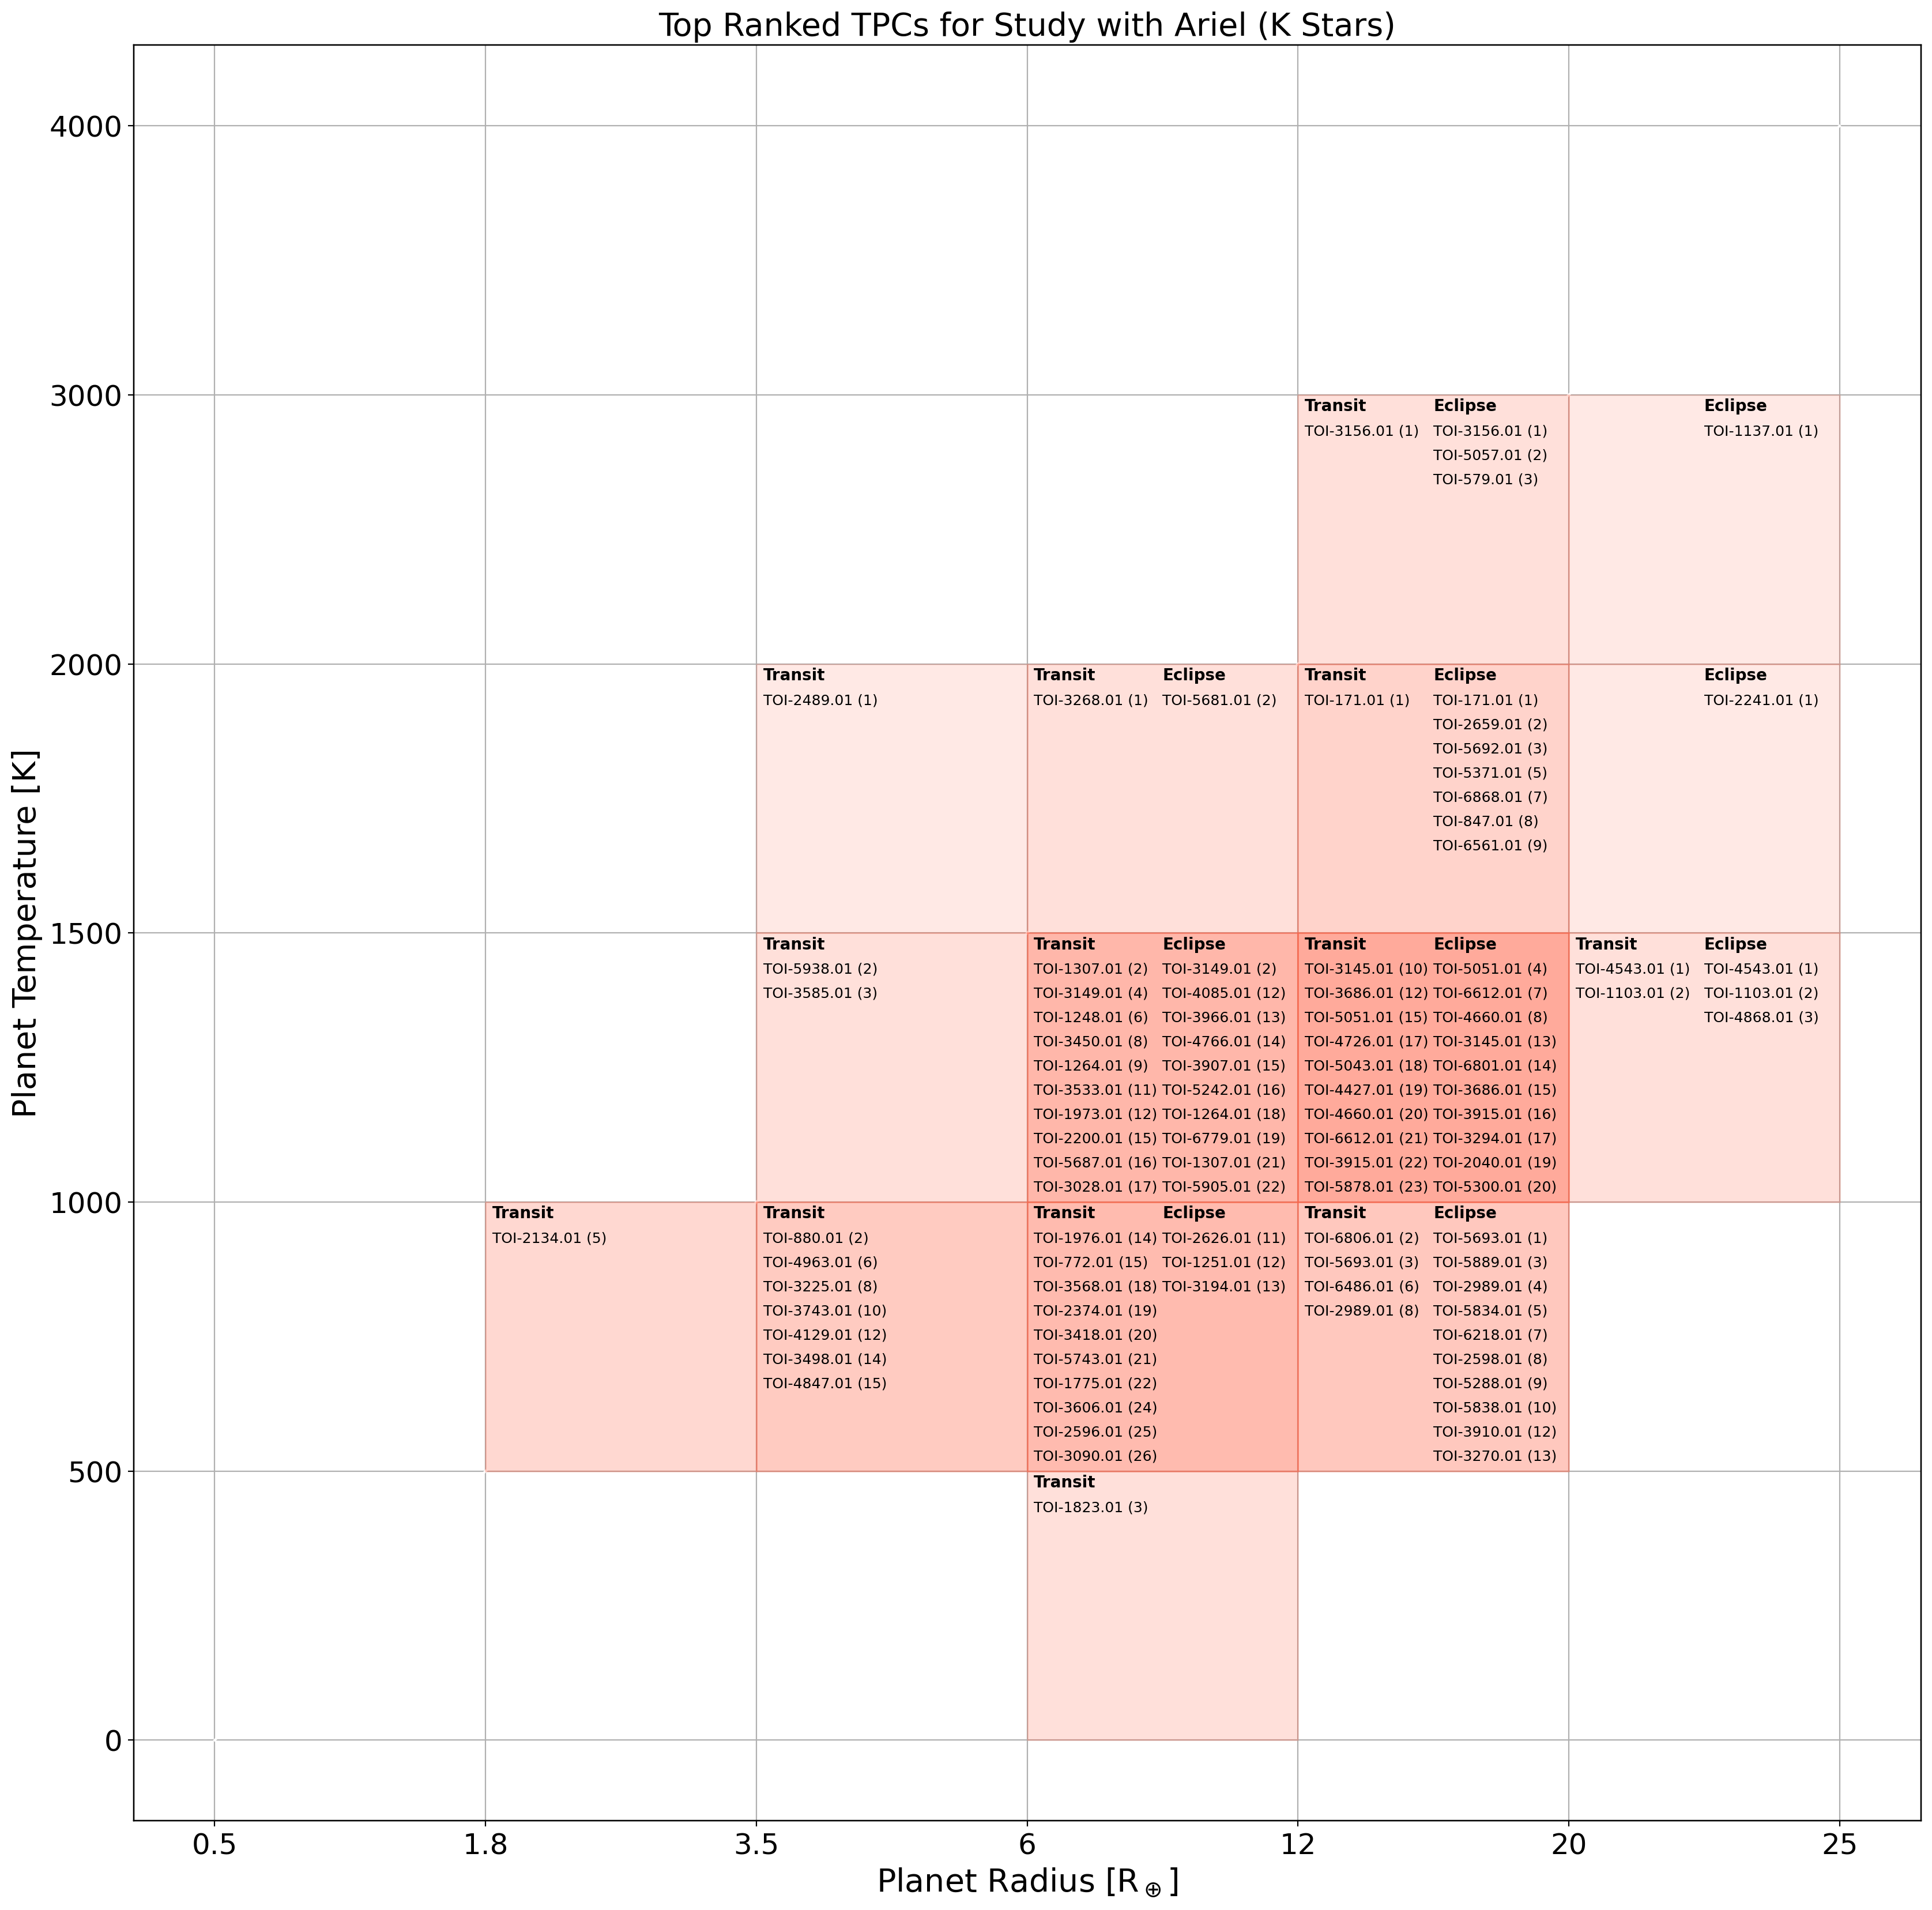 Top Ranked TPCs for Study with Ariel (K Stars)
Planet Temperature [K]
4000
3000
2000
1500
1000
500
0
Transit
TOI-3156.01 (1)
Eclipse
TOI-3156.01 (1)
TOI-5057.01 (2)
TOI-579.01 (3)
Eclipse
TOI-1137.01 (1)
Transit
TOI-2489.01 (1)
Transit
TOI-3268.01 (1)
Eclipse
TOI-5681.01 (2)
Transit
TOI-171.01 (1)
Eclipse
TOI-171.01 (1)
TOI-2659.01 (2)
TOI-5692.01 (3)
TOI-5371.01 (5)
TOI-6868.01 (7)
TOI-847.01 (8)
TOI-6561.01 (9)
Eclipse
TOI-2241.01 (1)
Transit
TOI-5938.01 (2)
TOI-3585.01 (3)
Transit
TOI-1307.01 (2)
TOI-3149.01 (4)
TOI-1248.01 (6)
TOI-3450.01 (8)
TOI-1264.01 (9)
TOI-3533.01 (11)
TOI-1973.01 (12)
TOI-2200.01 (15)
TOI-5687.01 (16)
TOI-3028.01 (17)
Eclipse
TOI-3149.01 (2)
TOI-4085.01 (12)
TOI-3966.01 (13)
TOI-4766.01 (14)
TOI-3907.01 (15)
TOI-5242.01 (16)
TOI-1264.01 (18)
TOI-6779.01 (19)
TOI-1307.01 (21)
TOI-5905.01 (22)
Transit
TOI-3145.01 (10)
TOI-3686.01 (12)
TOI-5051.01 (15)
TOI-4726.01 (17)
TOI-5043.01 (18)
TOI-4427.01 (19)
TOI-4660.01 (20)
TOI-6612.01 (21)
TOI-3915.01 (22)
TOI-5878.01 (23)
Eclipse
TOI-5051.01 (4)
TOI-6612.01 (7)
TOI-4660.01 (8)
TOI-3145.01 (13)
TOI-6801.01 (14)
TOI-3686.01 (15)
TOI-3915.01 (16)
TOI-3294.01 (17)
TOI-2040.01 (19)
TOI-5300.01 (20)
Transit
TOI-4543.01 (1)
TOI-1103.01 (2)
Eclipse
TOI-4543.01 (1)
TOI-1103.01 (2)
TOI-4868.01 (3)
Transit
TOI-2134.01 (5)
Transit
TOI-880.01 (2)
TOI-4963.01 (6)
TOI-3225.01 (8)
TOI-3743.01 (10)
TOI-4129.01 (12)
TOI-3498.01 (14)
TOI-4847.01 (15)
Transit
TOI-1976.01 (14)
TOI-772.01 (15)
TOI-3568.01 (18)
TOI-2374.01 (19)
TOI-3418.01 (20)
TOI-5743.01 (21)
TOI-1775.01 (22)
TOI-3606.01 (24)
TOI-2596.01 (25)
TOI-3090.01 (26)
Eclipse
TOI-2626.01 (11)
TOI-1251.01 (12)
TOI-3194.01 (13)
Transit
TOI-6806.01 (2)
TOI-5693.01 (3)
TOI-6486.01 (6)
TOI-2989.01 (8)
Eclipse
TOI-5693.01 (1)
TOI-5889.01 (3)
TOI-2989.01 (4)
TOI-5834.01 (5)
TOI-6218.01 (7)
TOI-2598.01 (8)
TOI-5288.01 (9)
TOI-5838.01 (10)
TOI-3910.01 (12)
TOI-3270.01 (13)
Transit
TOI-1823.01 (3)
0.5 1.8 3.5 6 12 20 25
Planet Radius [R⊕]